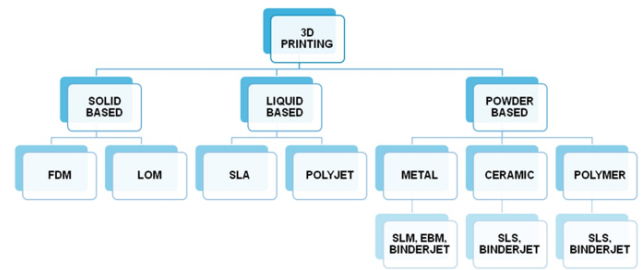 3D
PRINTING
SOLID
BASED
LIQUID
BASED
POWDER
BASED
FDM
LOM
SLA
POLYJET
METAL
CERAMIC
POLYMER
SLM, EBM,
BINDERJET
SLS,
BINDERJET
SLS,
BINDERJET